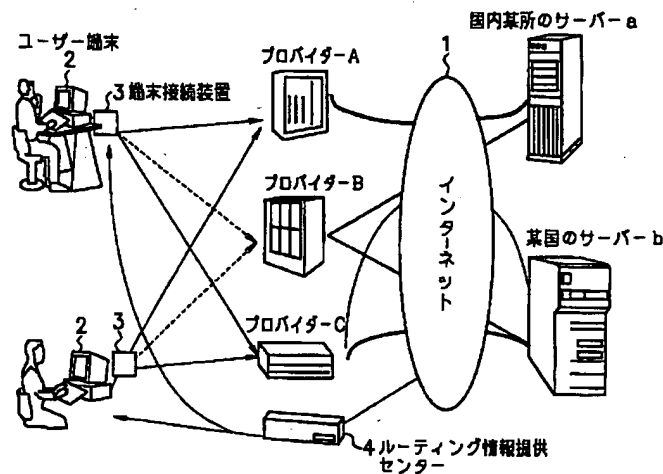 ユーザー端末
2
3 端末接続装置
プロバイダーA
1
国内某所のサーバーa
プロバイダーB
インターネット
某国のサーバーb
2
3
プロバイダーC
4 ルーティング情報提供
センター